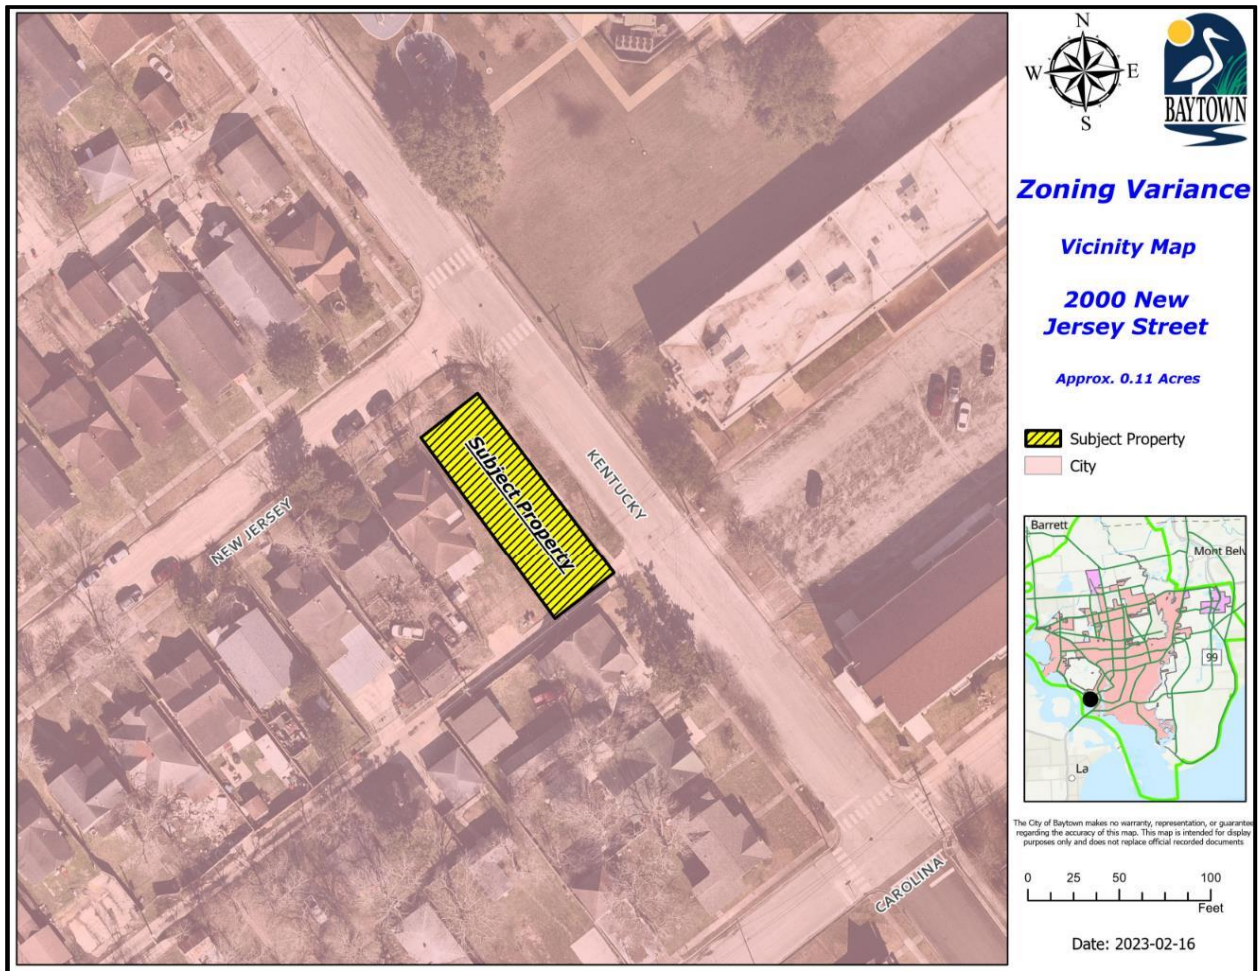 N
W
E
S
BAYTOWN
Zoning Variance
Vicinity Map
2000 New
Jersey Street
Approx. 0.11 Acres
Subject Property
City
Subject Property
KENTUCKY
NEW JERSEY
CAROLINA
Barrett
Mont Belv
99
La
The City of Baytown makes no warranty, representation, or guarantee
regarding the accuracy of this map. This map is intended for display
purposes only and does not replace official recorded documents
0 25 50 100
Feet
Date: 2023-02-16